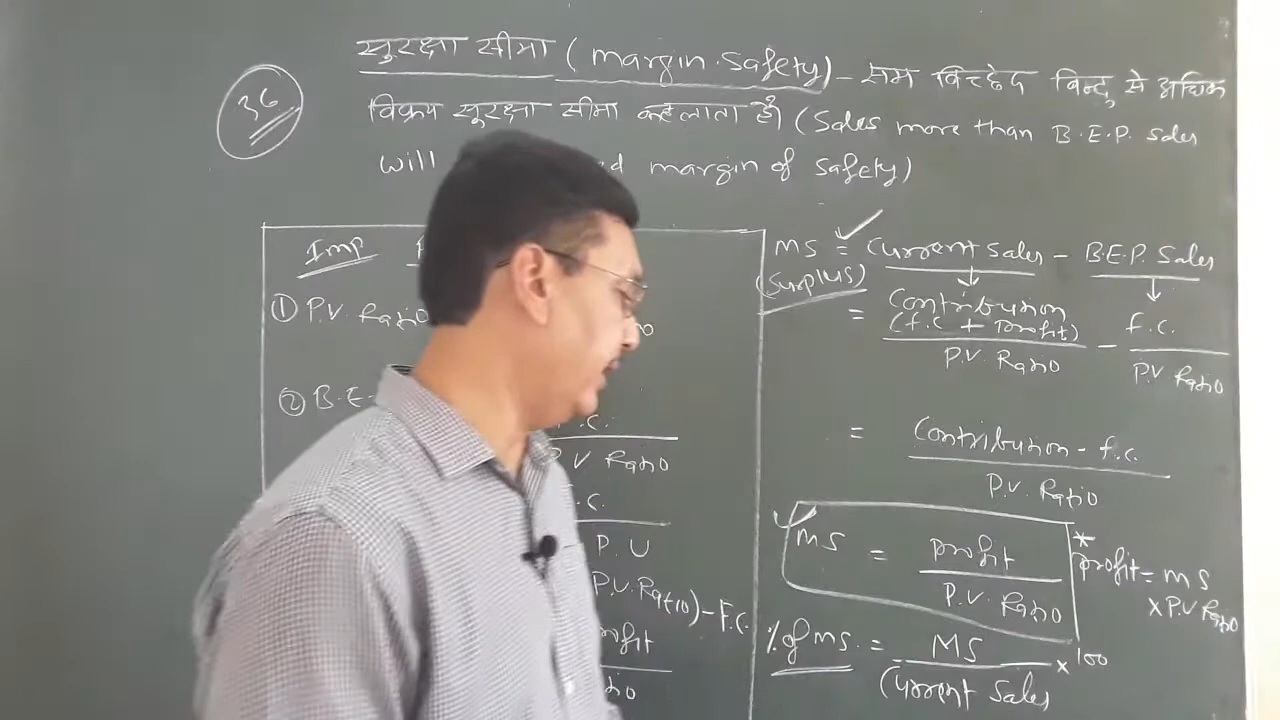 36
सुरक्षा सीमा (margin.safety) - सम विच्छेद बिन्दु से अधिक
विक्रय सुरक्षा सीमा कहलाता है। (Sales more than B.E.P. sales
will margin of safety)
Imp
① P.V. Ratio
② B.E.
F.C.
P.V Ratio
C.
P.U
P.V. Ratio) - F.C.
profit
MS = Current sales - B.E.P. Sales
(Surplus)
= Contribution (f.c + profit) / P.V. Ratio - f.c. / P.V Ratio
= Contribution - f.c. / P.V. Ratio
MS = profit / P.V. Ratio
* profit = MS
x P.V Ratio
% of MS. = MS / Current Sales x 100